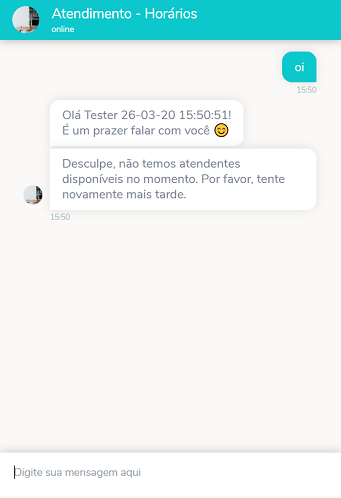 Atendimento - Horários
online
oi
15:50
Olá Tester 26-03-20 15:50:51!
É um prazer falar com você 😊
Desculpe, não temos atendentes
disponíveis no momento. Por favor, tente
novamente mais tarde.
15:50
Digite sua mensagem aqui